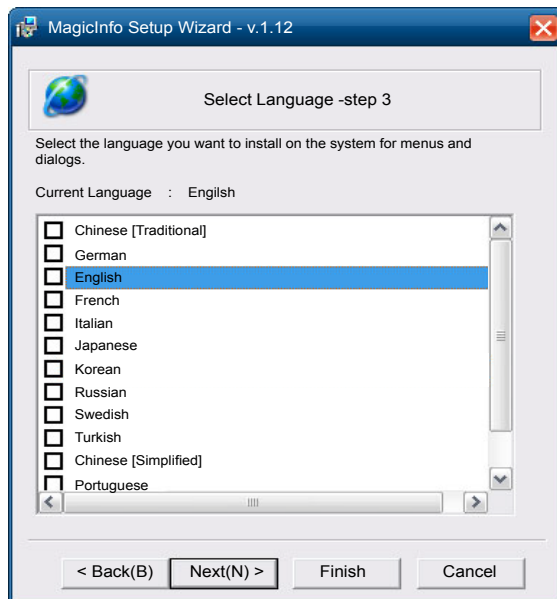 MagicInfo Setup Wizard - v.1.12
Select Language -step 3
Select the language you want to install on the system for menus and
dialogs.
Current Language : Engilsh
Chinese [Traditional]
German
English
French
Italian
Japanese
Korean
Russian
Swedish
Turkish
Chinese [Simplified]
Portuguese
< Back(B) Next(N) > Finish Cancel